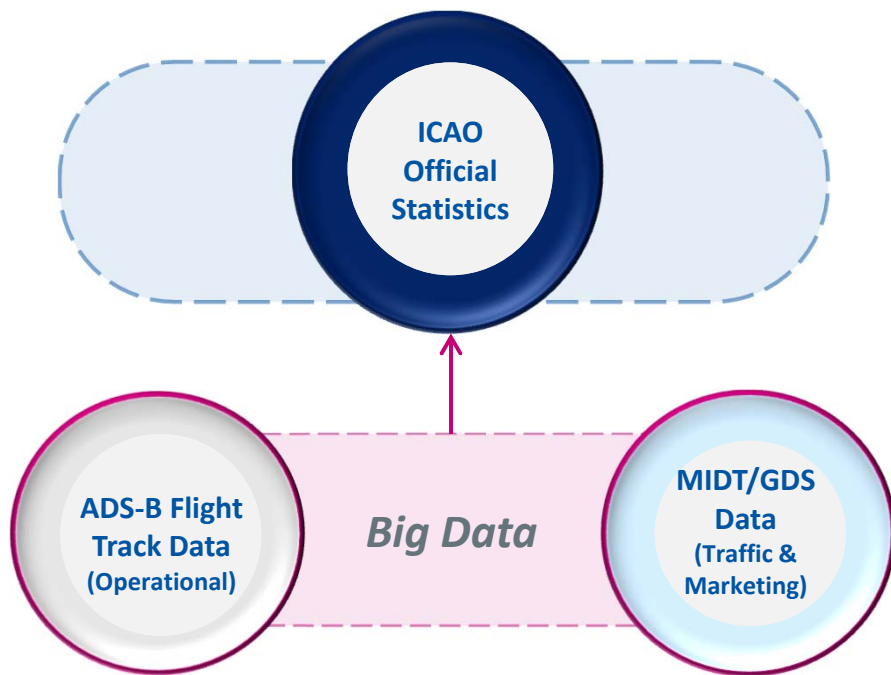 ICAO
Official
Statistics
ADS-B Flight
Track Data
(Operational)
Big Data
MIDT/GDS
Data
(Traffic &
Marketing)